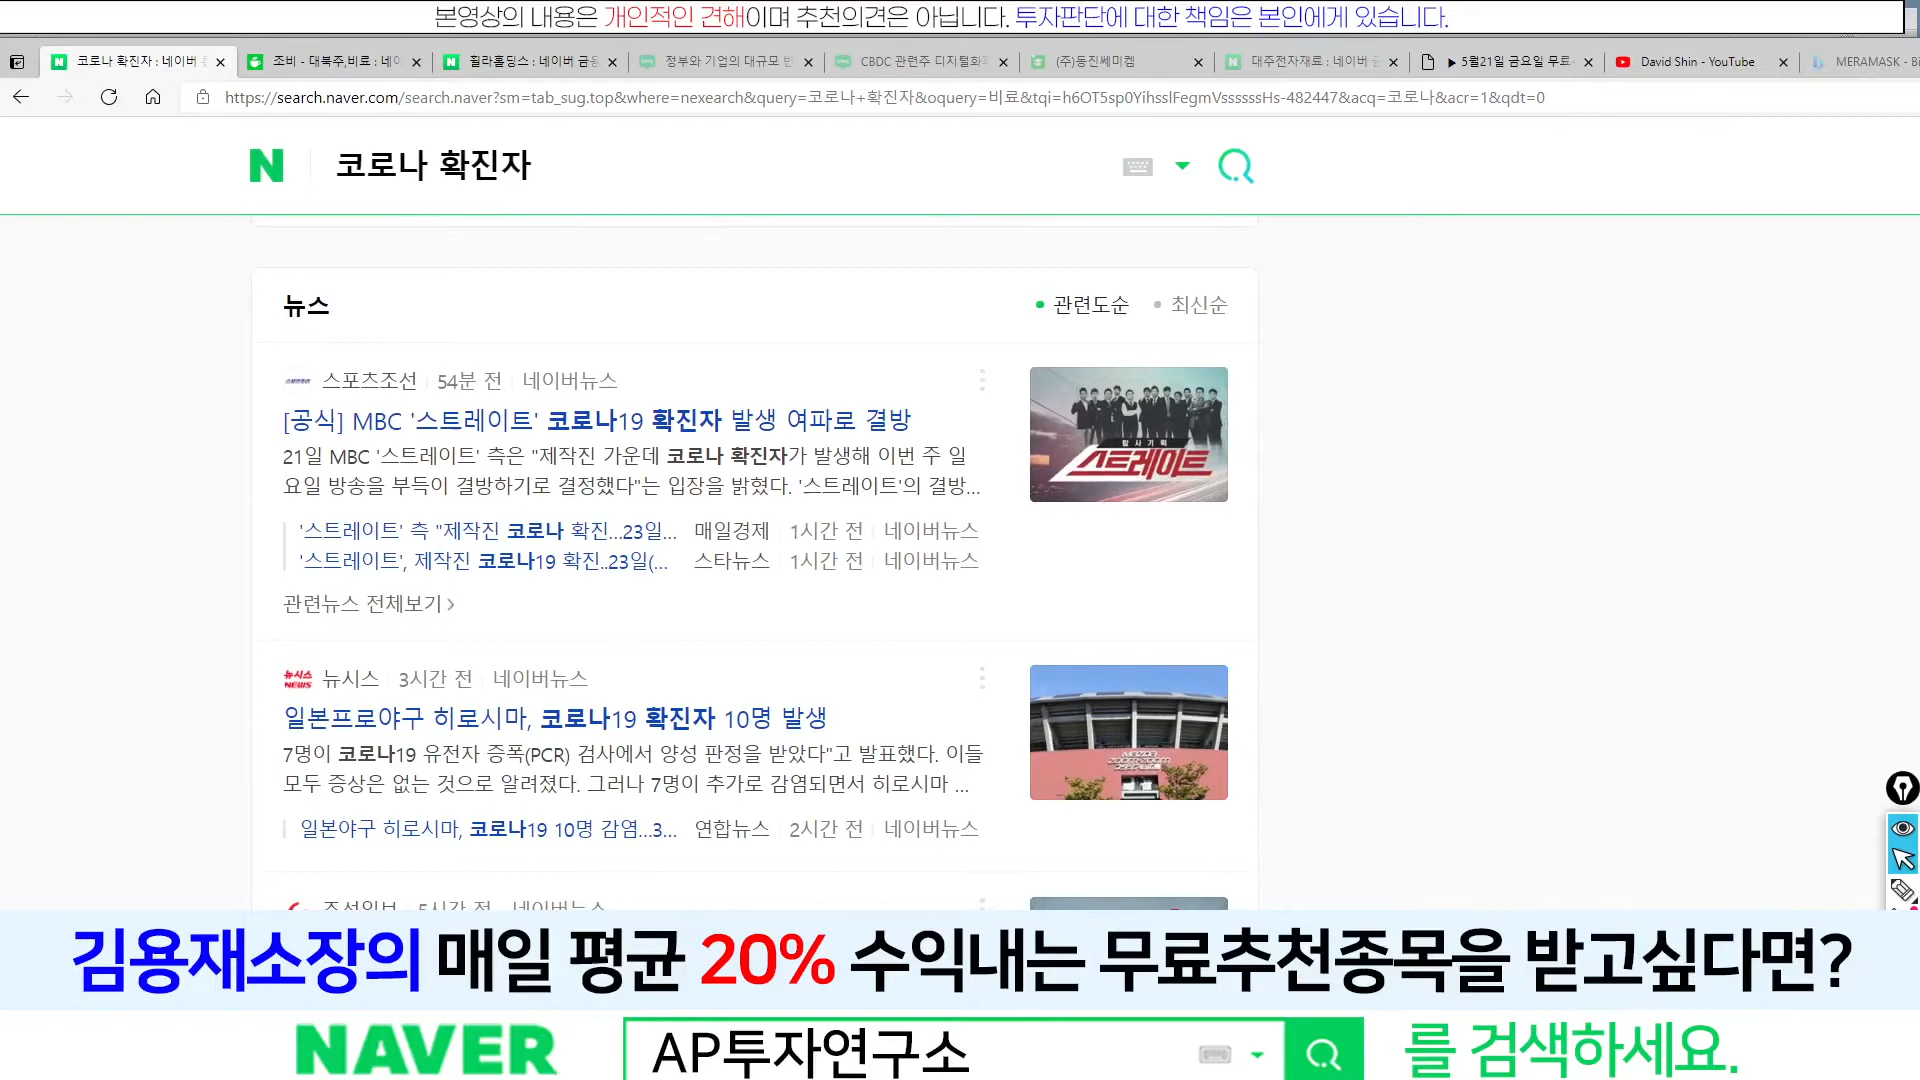 본영상의 내용은 개인적인 견해이며 추천의견은 아닙니다. 투자판단에 대한 책임은 본인에게 있습니다.
코로나 확진자 : 네이버
조비 - 대북주,비료 : 네이
휠라홀딩스 : 네이버 금융
정부와 기업의 대규모 반
CBDC 관련주 디지털화폐
(주)동진쎄미켐
대주전자재료 : 네이버 금
▶ 5월21일 금요일 무료
David Shin - YouTube
MERAMASK - Bi
https://search.naver.com/search.naver?sm=tab_sug.top&where=nexearch&query=코로나+확진자&oquery=비료&tqi=h6OT5sp0YihsslFegmVssssssHs-482447&acq=코로나&acr=1&qdt=0
N 코로나 확진자
뉴스
관련도순 최신순
스포츠조선 54분 전 네이버뉴스
[공식] MBC '스트레이트' 코로나19 확진자 발생 여파로 결방
21일 MBC '스트레이트' 측은 "제작진 가운데 코로나 확진자가 발생해 이번 주 일
요일 방송을 부득이 결방하기로 결정했다"는 입장을 밝혔다. '스트레이트'의 결방...
탐사기획
스트레이트
'스트레이트' 측 "제작진 코로나 확진...23일... 매일경제 1시간 전 네이버뉴스
'스트레이트', 제작진 코로나19 확진..23일(... 스타뉴스 1시간 전 네이버뉴스
관련뉴스 전체보기 >
뉴시스 NEWS 뉴시스 3시간 전 네이버뉴스
일본프로야구 히로시마, 코로나19 확진자 10명 발생
7명이 코로나19 유전자 증폭(PCR) 검사에서 양성 판정을 받았다"고 발표했다. 이들
모두 증상은 없는 것으로 알려졌다. 그러나 7명이 추가로 감염되면서 히로시마 ...
일본야구 히로시마, 코로나19 10명 감염...3... 연합뉴스 2시간 전 네이버뉴스
조선일보 5시간 전 네이버뉴스
김용재소장의 매일 평균 20% 수익내는 무료추천종목을 받고싶다면?
NAVER AP투자연구소 를 검색하세요.